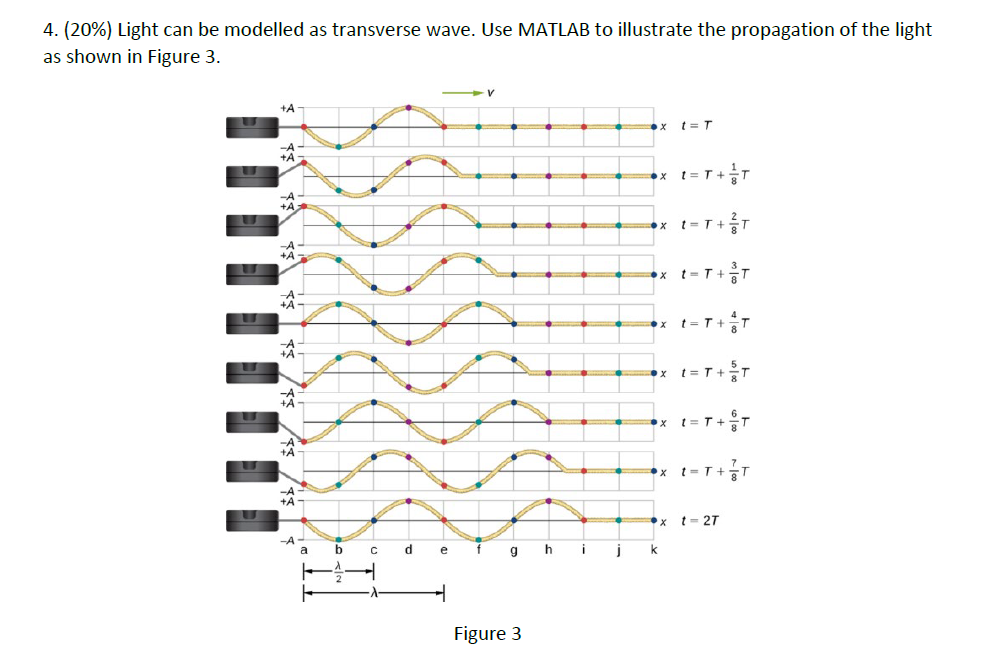 4. (20%) Light can be modelled as transverse wave. Use MATLAB to illustrate the propagation of the light
as shown in Figure 3.
v
+A
x t = T
–A
+A
x t = T + 1/8 T
–A
+A
x t = T + 2/8 T
–A
+A
x t = T + 3/8 T
–A
+A
x t = T + 4/8 T
–A
+A
x t = T + 5/8 T
–A
+A
x t = T + 6/8 T
–A
+A
x t = T + 7/8 T
–A
+A
x t = 2T
–A
a b c d e f g h i j k
λ/2
λ
Figure 3